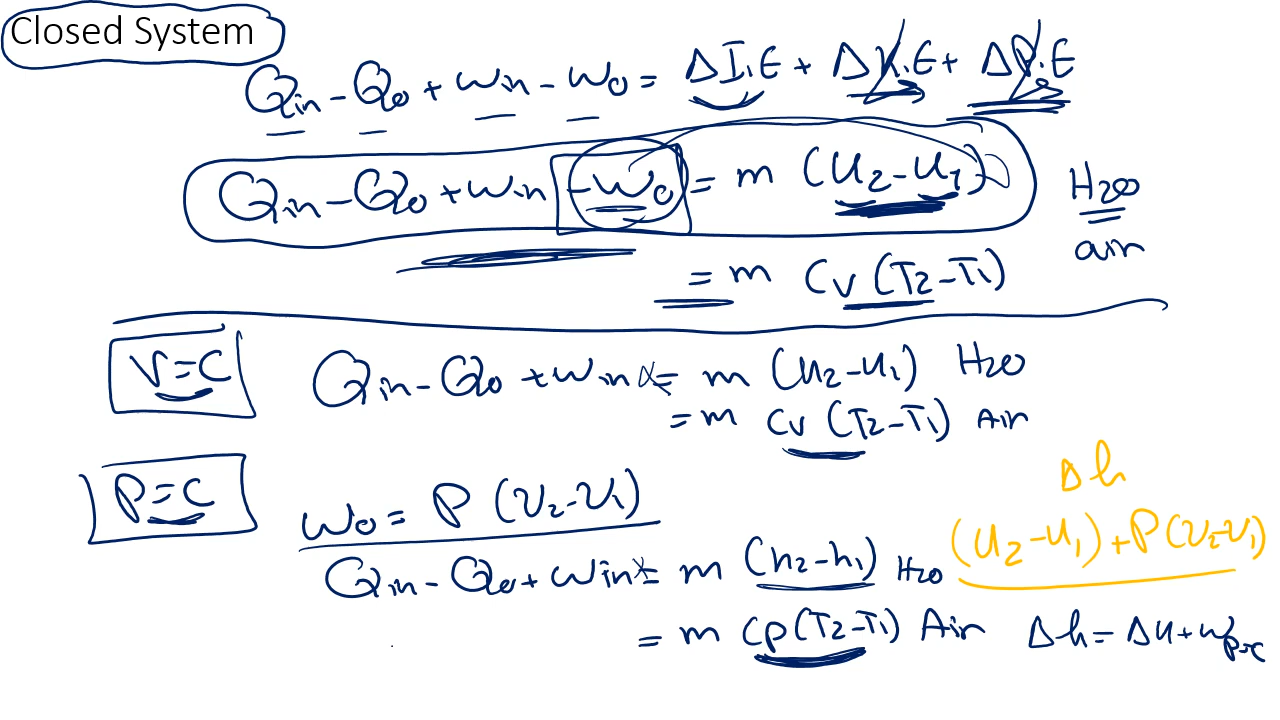 Closed System
Qin - Qo + Win - Wo = ΔI.E + ΔK.E + ΔP.E
Qin - Qo + Win - Wo = m (U2 - U1)
H2o
air
= m Cv (T2 - T1)
V = C
Qin - Qo + Win = m (U2 - U1) H2o
= m Cv (T2 - T1) Air
P = C
Wo = P (V2 - V1)
Δh
(U2 - U1) + P (V2 - V1)
Qin - Qo + Win = m (h2 - h1) H2o
= m Cp (T2 - T1) Air
Δh = Δu + wp=c